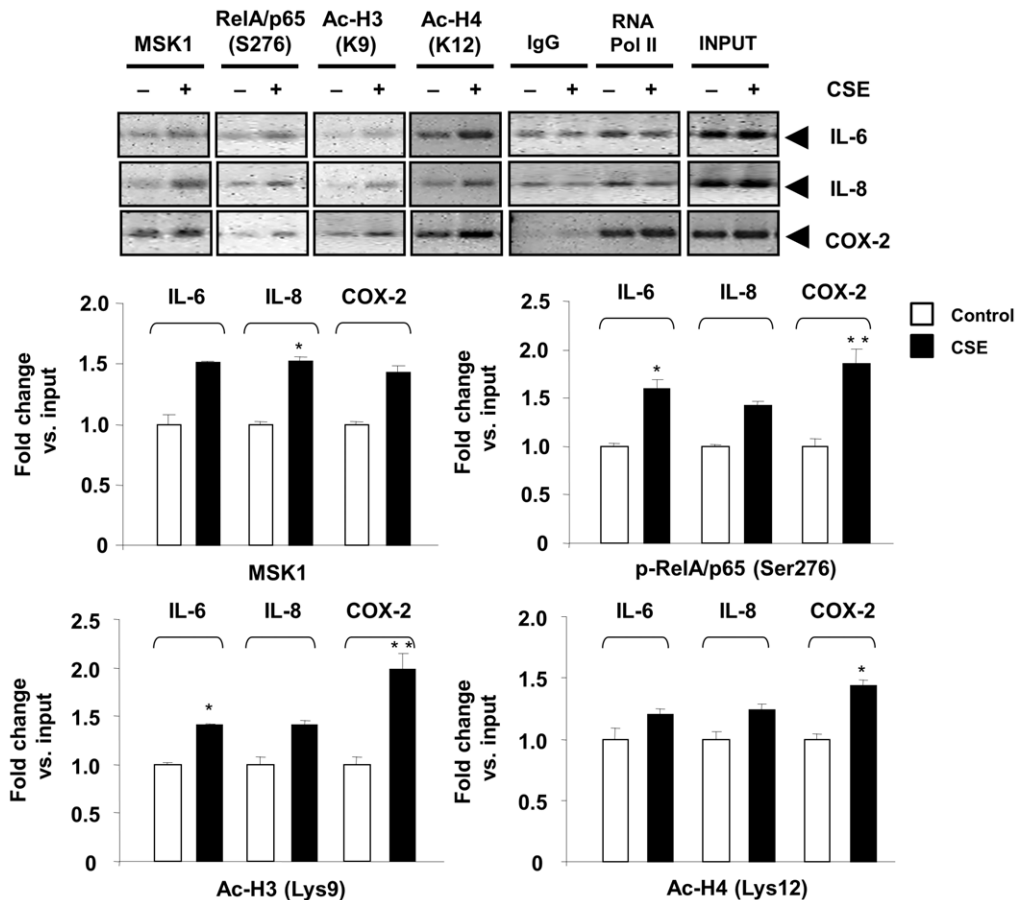 MSK1 RelA/p65 (S276) Ac-H3 (K9) Ac-H4 (K12) IgG RNA Pol II INPUT
– + – + – + – + – + – + – + CSE
IL-6
IL-8
COX-2
IL-6 IL-8 COX-2
2.0
1.5
1.0
0.5
0
Fold change
vs. input
*
MSK1
IL-6 IL-8 COX-2
2.5
2.0
1.5
1.0
0.5
0
Fold change
vs. input
* * *
p-RelA/p65 (Ser276)
Control
CSE
IL-6 IL-8 COX-2
2.5
2.0
1.5
1.0
0.5
0
Fold change
vs. input
* * *
Ac-H3 (Lys9)
IL-6 IL-8 COX-2
2.0
1.5
1.0
0.5
0
Fold change
vs. input
*
Ac-H4 (Lys12)